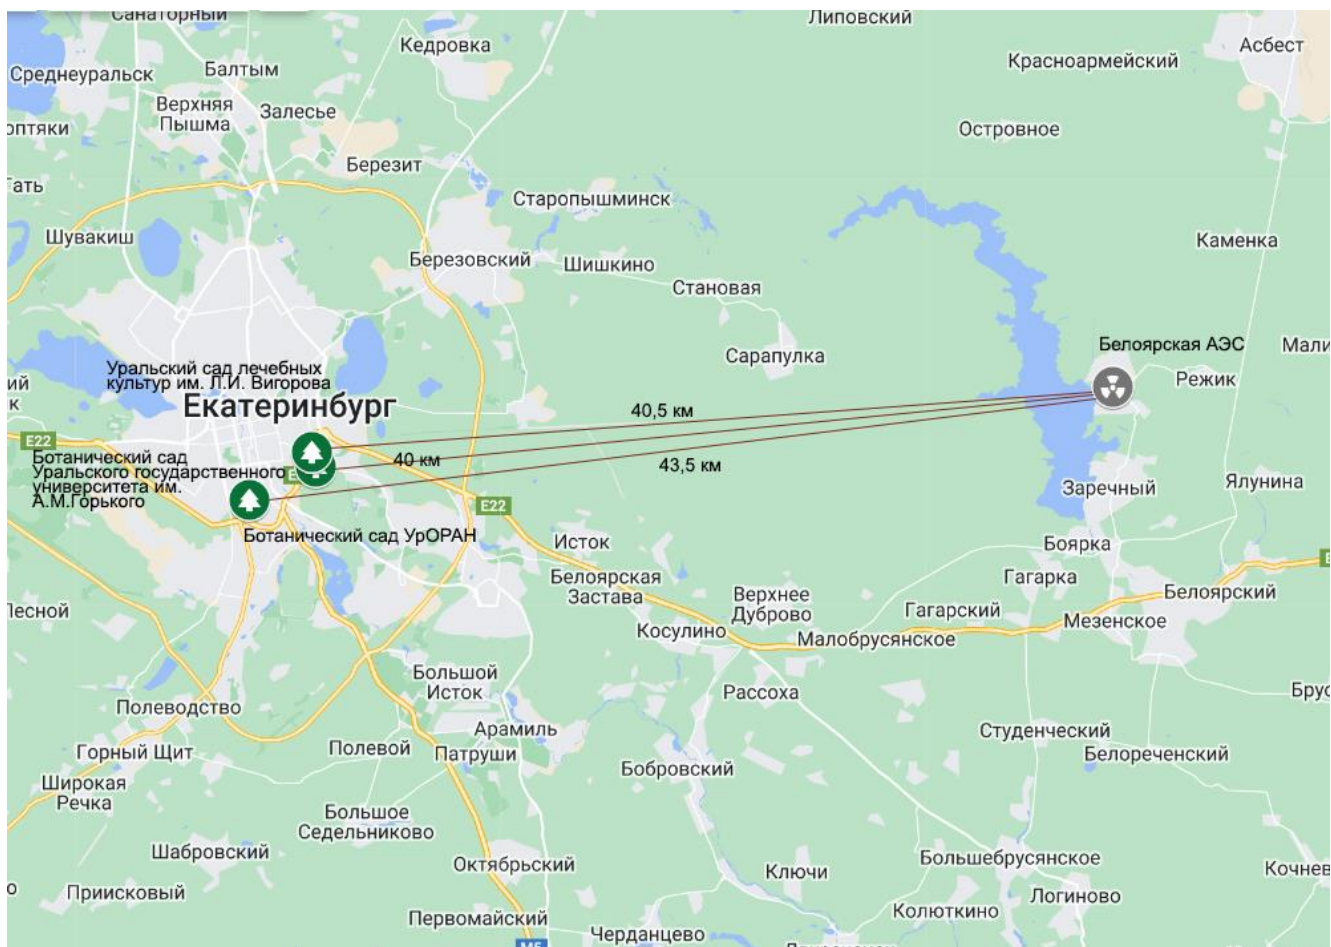 Санаторный
Липовский
Кедровка
Асбест
Красноармейский
Среднеуральск
Балтым
Верхняя
Пышма
Залесье
оптяки
Островное
Березит
Гать
Старопышминск
Шувакиш
Каменка
Березовский
Шишкино
Становая
Белоярская АЭС
Мали
Сарапулка
Уральский сад лечебных
культур им. Л.И. Вигорова
ий
к
Режик
Екатеринбург
40,5 км
E22
Ботанический сад
Уральского государственного
университета им.
А.М.Горького
40 км
43,5 км
Заречный
Ялунина
E22
Ботанический сад УрОРАН
Исток
Боярка
Белоярская
Застава
Гагарка
Верхнее
Дуброво
Белоярский
Лесной
Гагарский
Мезенское
Косулино
Малобрусянское
Большой
Исток
Рассоха
Брус
Полеводство
Арамиль
Студенческий
Горный Щит
Полевой
Патруши
Белореченский
Бобровский
Широкая
Речка
Большое
Седельниково
Шабровский
Октябрьский
Ключи
Большебрусянское
Кочнев
о
Приисковый
Логиново
Колюткино
Первомайский
Черданцево
M5